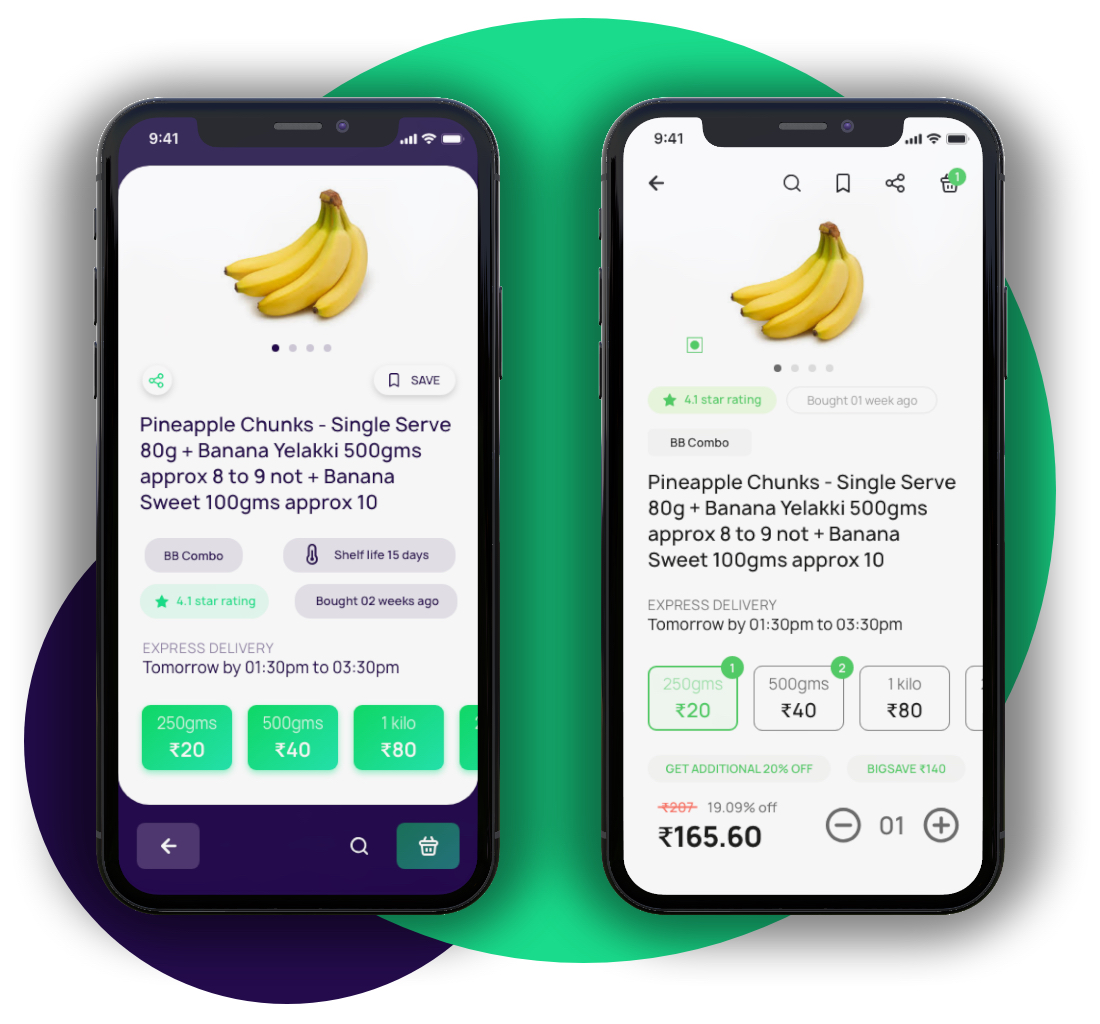 9:41
SAVE
Pineapple Chunks - Single Serve
80g + Banana Yelakki 500gms
approx 8 to 9 not + Banana
Sweet 100gms approx 10
BB Combo
Shelf life 15 days
4.1 star rating
Bought 02 weeks ago
EXPRESS DELIVERY
Tomorrow by 01:30pm to 03:30pm
250gms
₹20
500gms
₹40
1 kilo
₹80
9:41
1
4.1 star rating
Bought 01 week ago
BB Combo
Pineapple Chunks - Single Serve
80g + Banana Yelakki 500gms
approx 8 to 9 not + Banana
Sweet 100gms approx 10
EXPRESS DELIVERY
Tomorrow by 01:30pm to 03:30pm
1
250gms
₹20
2
500gms
₹40
1 kilo
₹80
GET ADDITIONAL 20% OFF
BIGSAVE ₹140
₹207 19.09% off
₹165.60
01